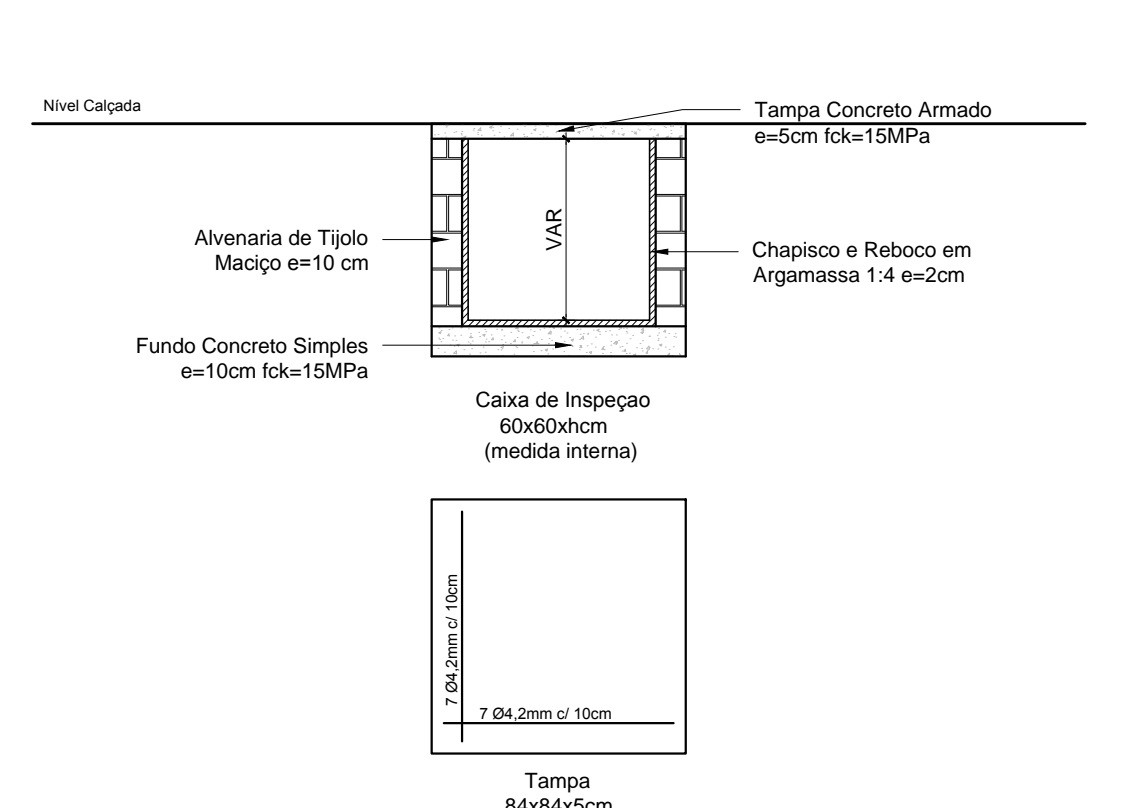 Nível Calçada
Tampa Concreto Armado
e=5cm fck=15MPa
VAR
Alvenaria de Tijolo
Maciço e=10 cm
Chapisco e Reboco em
Argamassa 1:4 e=2cm
Fundo Concreto Simples
e=10cm fck=15MPa
Caixa de Inspeçao
60x60xhcm
(medida interna)
7 Ø4,2mm c/ 10cm
7 Ø4,2mm c/ 10cm
Tampa
84x84x5cm